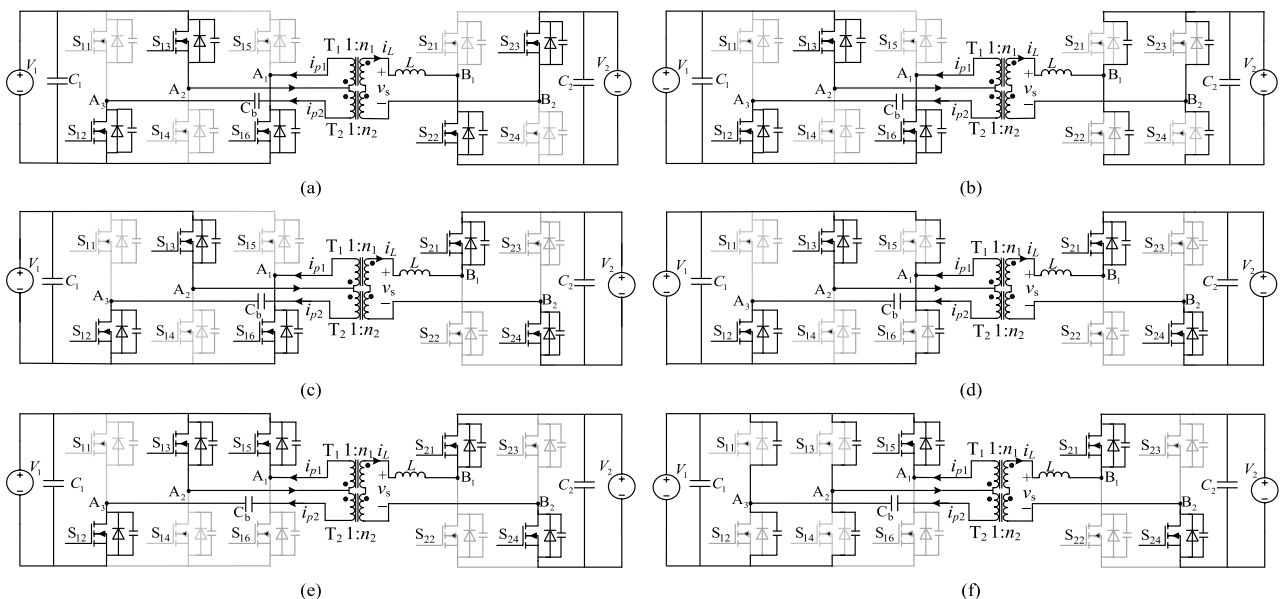 S11 S13 S15 T1 1:n1 iL S21 S23
V1 C1 A1 ip1 + L B1 C2 V2
A3 A2 Cb ip2 vs − B2
S12 S14 S16 T2 1:n2 S22 S24
(a)
S11 S13 S15 T1 1:n1 iL S21 S23
V1 C1 A1 ip1 + L B1 C2 V2
A3 A2 Cb ip2 vs − B2
S12 S14 S16 T2 1:n2 S22 S24
(b)
S11 S13 S15 T1 1:n1 iL S21 S23
V1 C1 A1 ip1 + L B1 C2 V2
A3 A2 Cb ip2 vs − B2
S12 S14 S16 T2 1:n2 S22 S24
(c)
S11 S13 S15 T1 1:n1 iL S21 S23
V1 C1 A1 ip1 + L B1 C2 V2
A3 A2 Cb ip2 vs − B2
S12 S14 S16 T2 1:n2 S22 S24
(d)
S11 S13 S15 T1 1:n1 iL S21 S23
V1 C1 A1 ip1 + L B1 C2 V2
A3 A2 Cb ip2 vs − B2
S12 S14 S16 T2 1:n2 S22 S24
(e)
S11 S13 S15 T1 1:n1 iL S21 S23
V1 C1 A1 ip1 + L B1 C2 V2
A3 A2 Cb ip2 vs − B2
S12 S14 S16 T2 1:n2 S22 S24
(f)